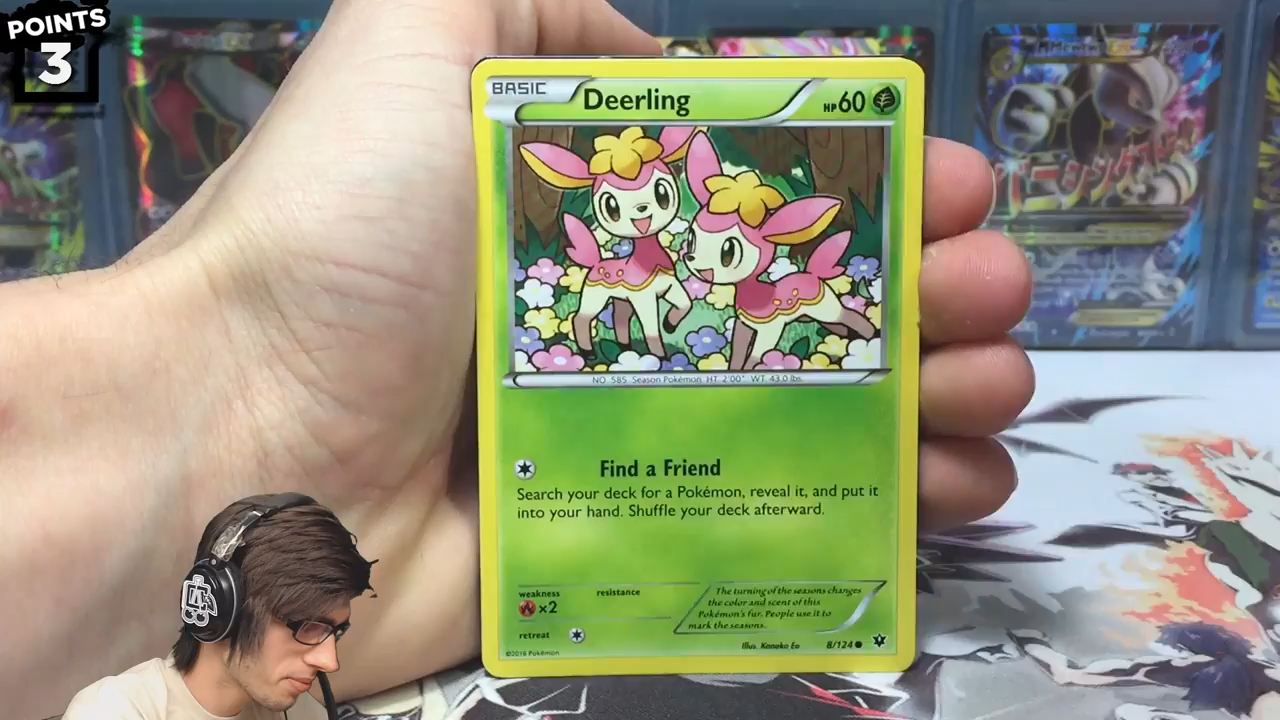 POINTS
3
BASIC
Deerling
HP60
NO. 585 Season Pokémon HT. 2'00" WT. 43.0 lbs.
Find a Friend
Search your deck for a Pokémon, reveal it, and put it
into your hand. Shuffle your deck afterward.
weakness
×2
resistance
retreat
The turning of the seasons changes
the color and scent of this
Pokémon's fur. People use it to
mark the seasons.
©2016 Pokémon
Illus. Kanako Eo
8/124